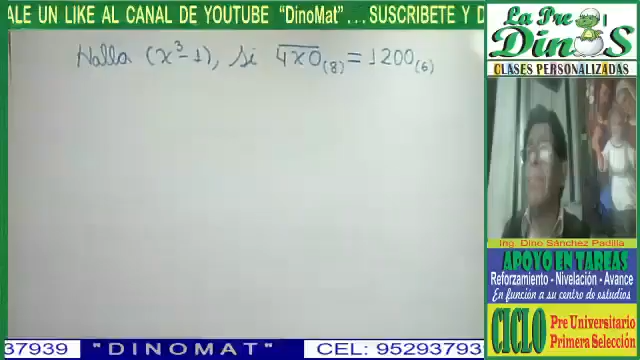 ALE UN LIKE AL CANAL DE YOUTUBE "DinoMat"... SUSCRIBETE Y D
La Pre
DinoS
CLASES PERSONALIZADAS
Halla (x³-1), si 4x0(8) = 1200(6)
Ing. Dino Sánchez Padilla
APOYO EN TAREAS
Reforzamiento - Nivelación - Avance
En función a su centro de estudios
CICLO Pre Universitario
Primera Selección
37939 "DINOMAT" CEL: 95293793